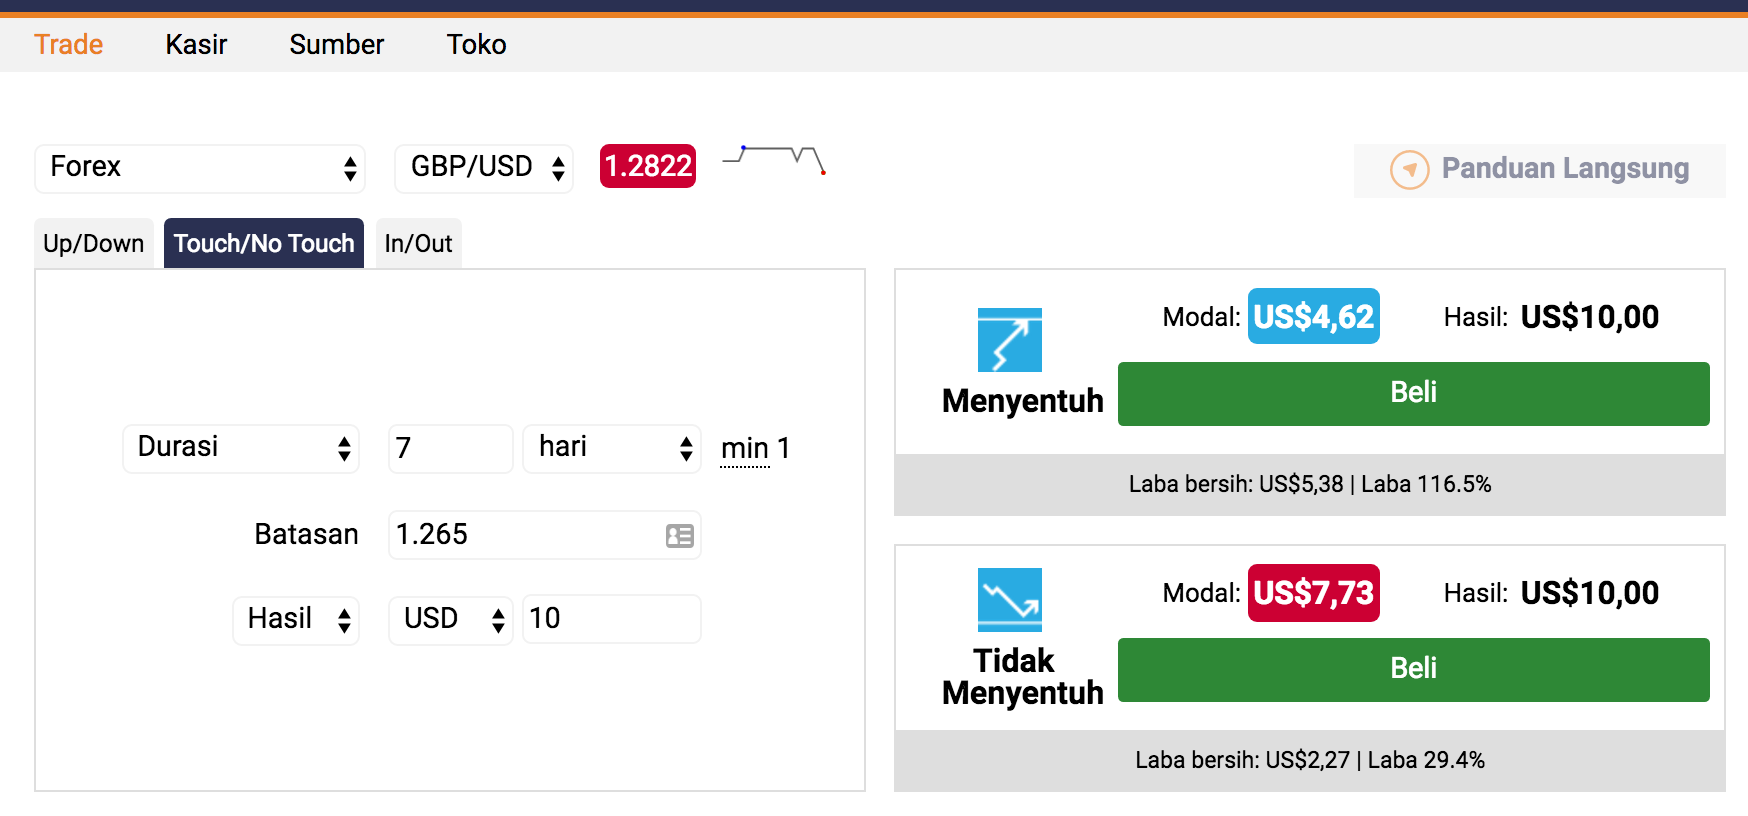 Trade Kasir Sumber Toko
Forex GBP/USD 1.2822 Panduan Langsung
Up/Down Touch/No Touch In/Out
Durasi 7 hari min 1
Batasan 1.265
Hasil USD 10
Modal: US$4,62 Hasil: US$10,00
Menyentuh Beli
Laba bersih: US$5,38 | Laba 116.5%
Modal: US$7,73 Hasil: US$10,00
Tidak
Menyentuh
Beli
Laba bersih: US$2,27 | Laba 29.4%